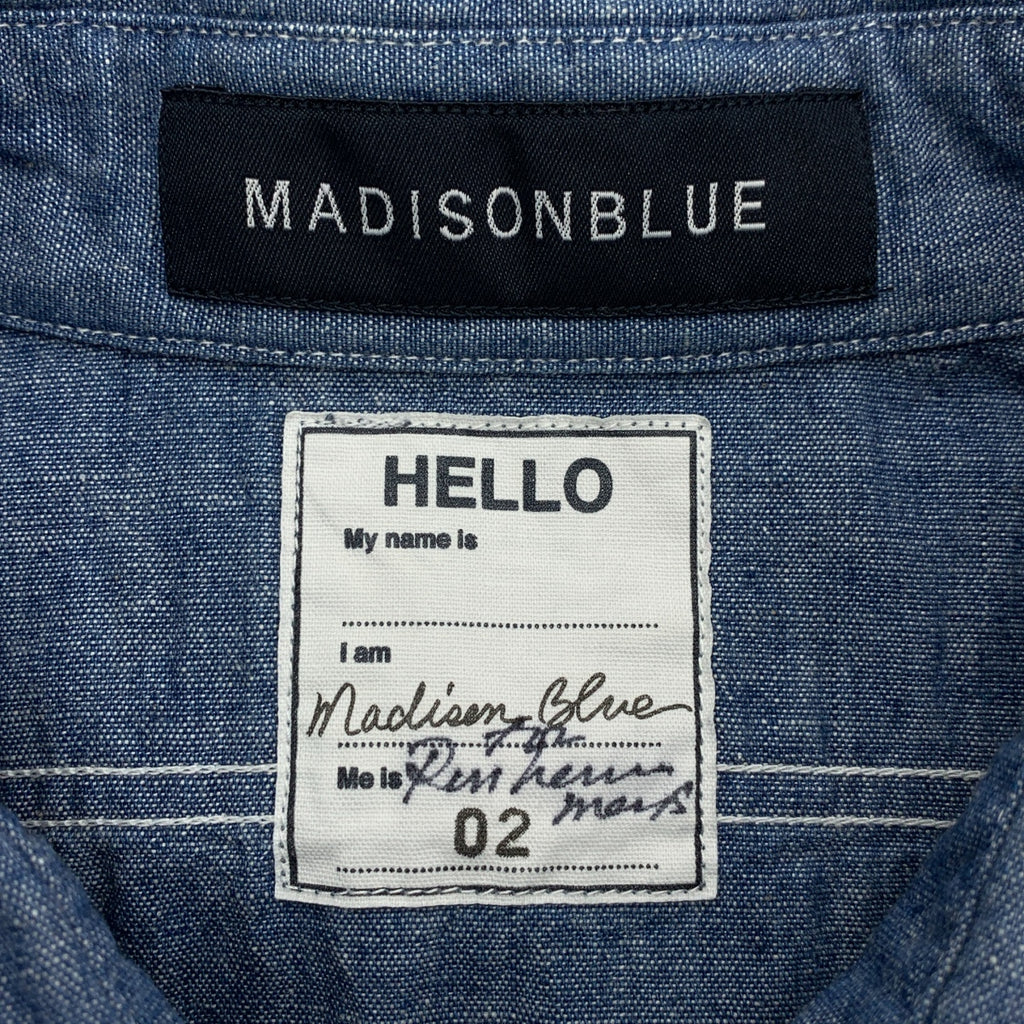 MADISONBLUE
HELLO
My name is
I am
Madison Blue
Me is
02